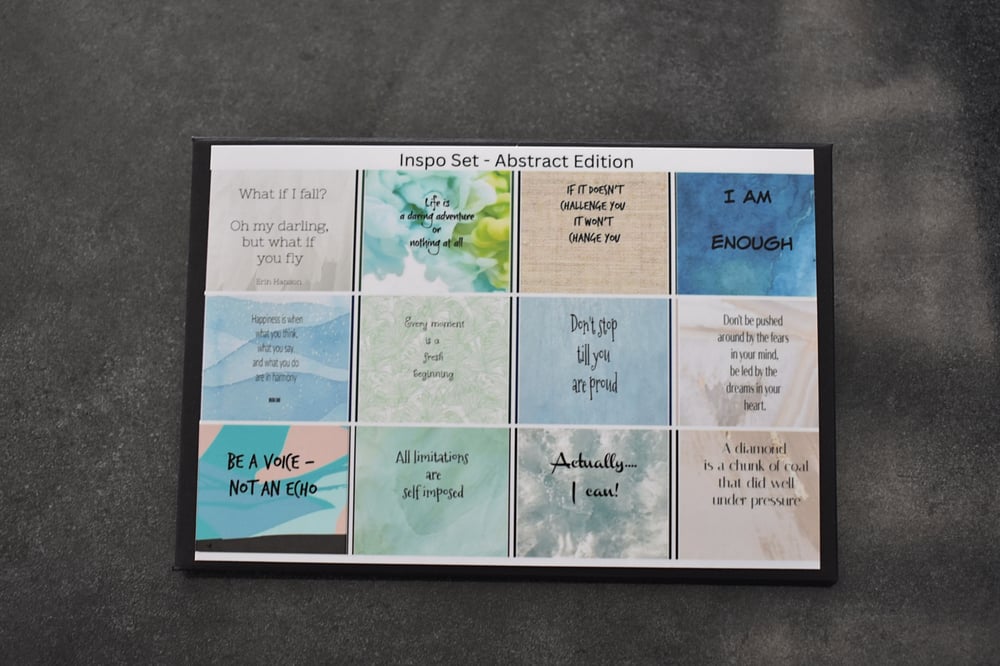 Inspo Set - Abstract Edition
What if I fall?
Oh my darling,
but what if
you fly
Erin Hanson
Life is
a daring adventure
or
nothing at all
IF IT DOESN'T
CHALLENGE YOU
IT WON'T
CHANGE YOU
I AM
ENOUGH
Happiness is when
what you think,
what you say,
and what you do
are in harmony
Every moment
is a
fresh
beginning
Don't stop
till you
are proud
Don't be pushed
around by the fears
in your mind,
be led by the
dreams in your
heart.
BE A VOICE -
NOT AN ECHO
All limitations
are
self imposed
Actually....
I can!
A diamond
is a chunk of coal
that did well
under pressure